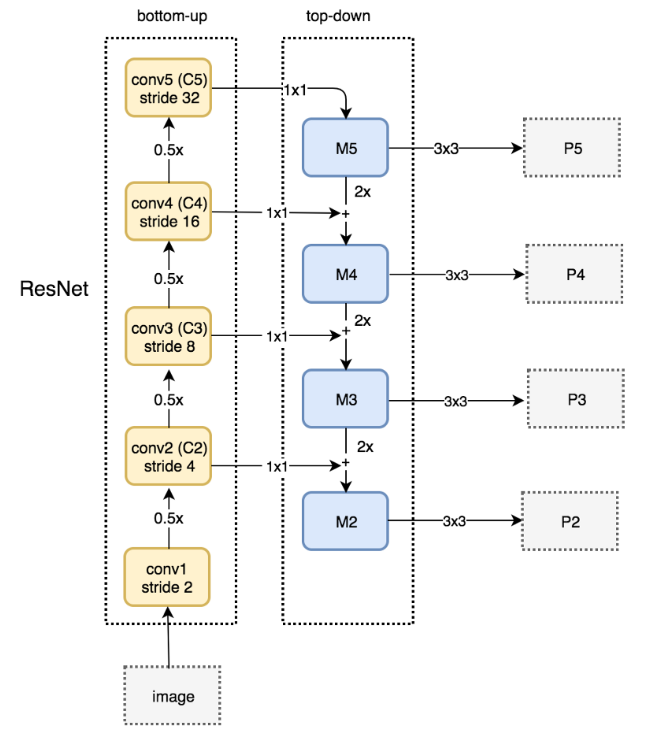 bottom-up
top-down
conv5 (C5)
stride 32
1x1
M5
3x3
P5
0.5x
2x
conv4 (C4)
stride 16
1x1
+
M4
3x3
P4
0.5x
2x
ResNet
conv3 (C3)
stride 8
1x1
+
M3
3x3
P3
0.5x
2x
conv2 (C2)
stride 4
1x1
+
M2
3x3
P2
0.5x
conv1
stride 2
image